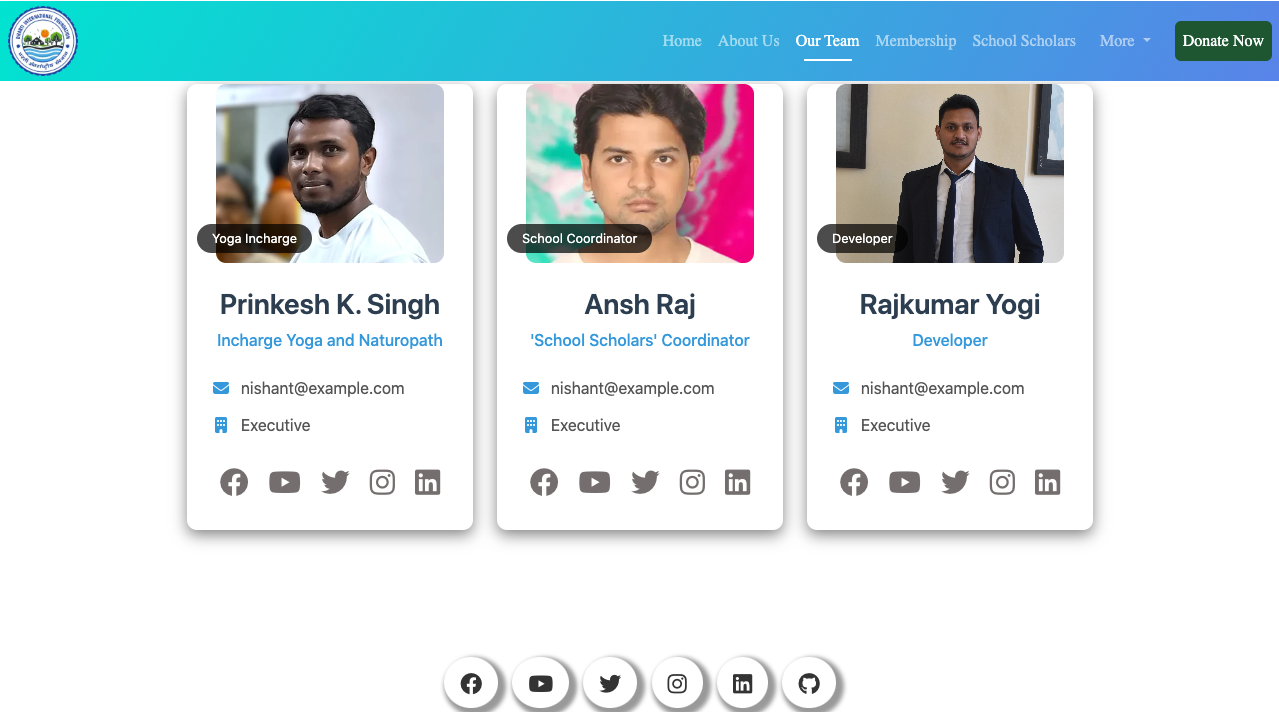 Home About Us Our Team Membership School Scholars More Donate Now
Yoga Incharge
Prinkesh K. Singh
Incharge Yoga and Naturopath
nishant@example.com
Executive
School Coordinator
Ansh Raj
'School Scholars' Coordinator
nishant@example.com
Executive
Developer
Rajkumar Yogi
Developer
nishant@example.com
Executive